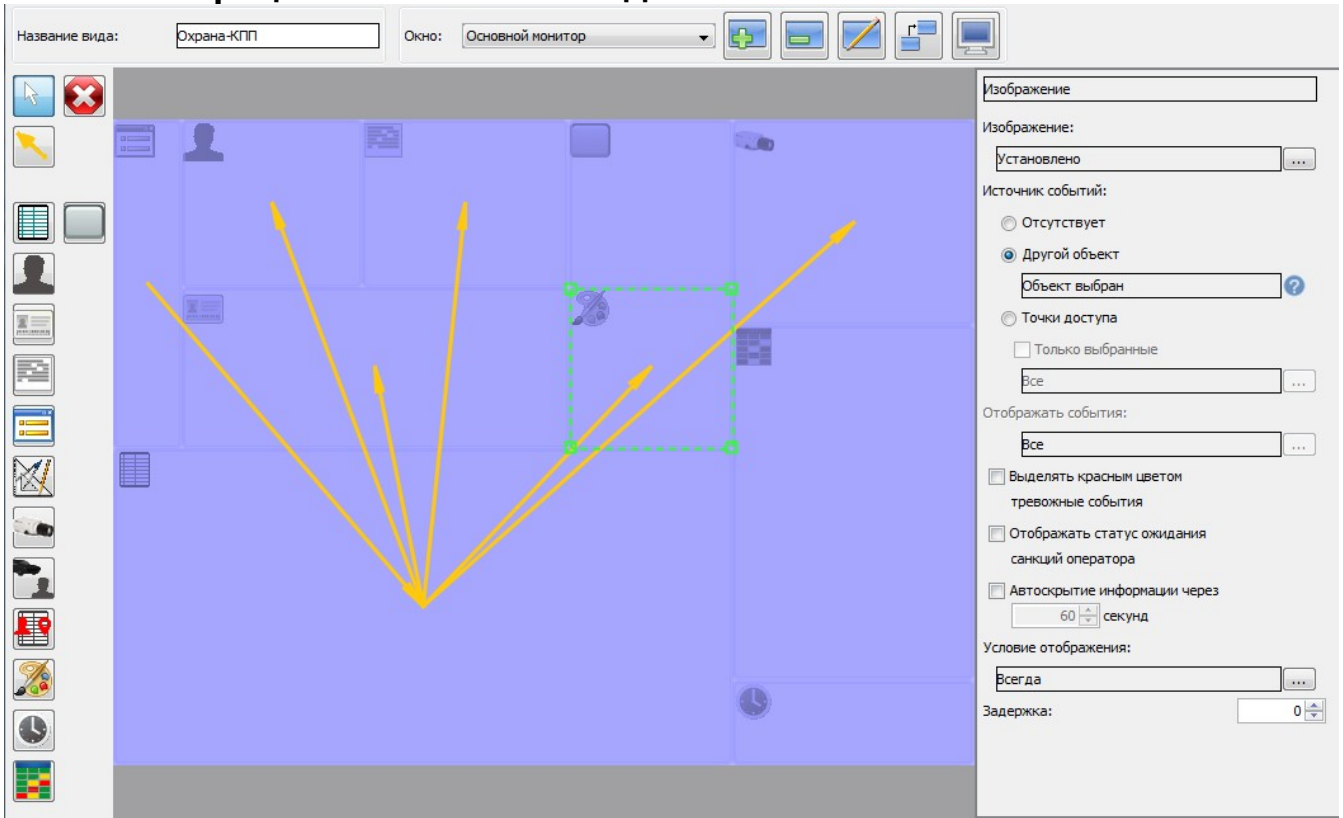 Название вида:
Охрана-КПП
Окно:
Основной монитор
Изображение
Изображение:
Установлено
...
Источник событий:
Отсутствует
Другой объект
Объект выбран
?
Точки доступа
Только выбранные
Все
...
Отображать события:
Все
...
Выделять красным цветом
тревожные события
Отображать статус ожидания
санкций оператора
Автоскрытие информации через
60
секунд
Условие отображения:
Всегда
...
Задержка:
0